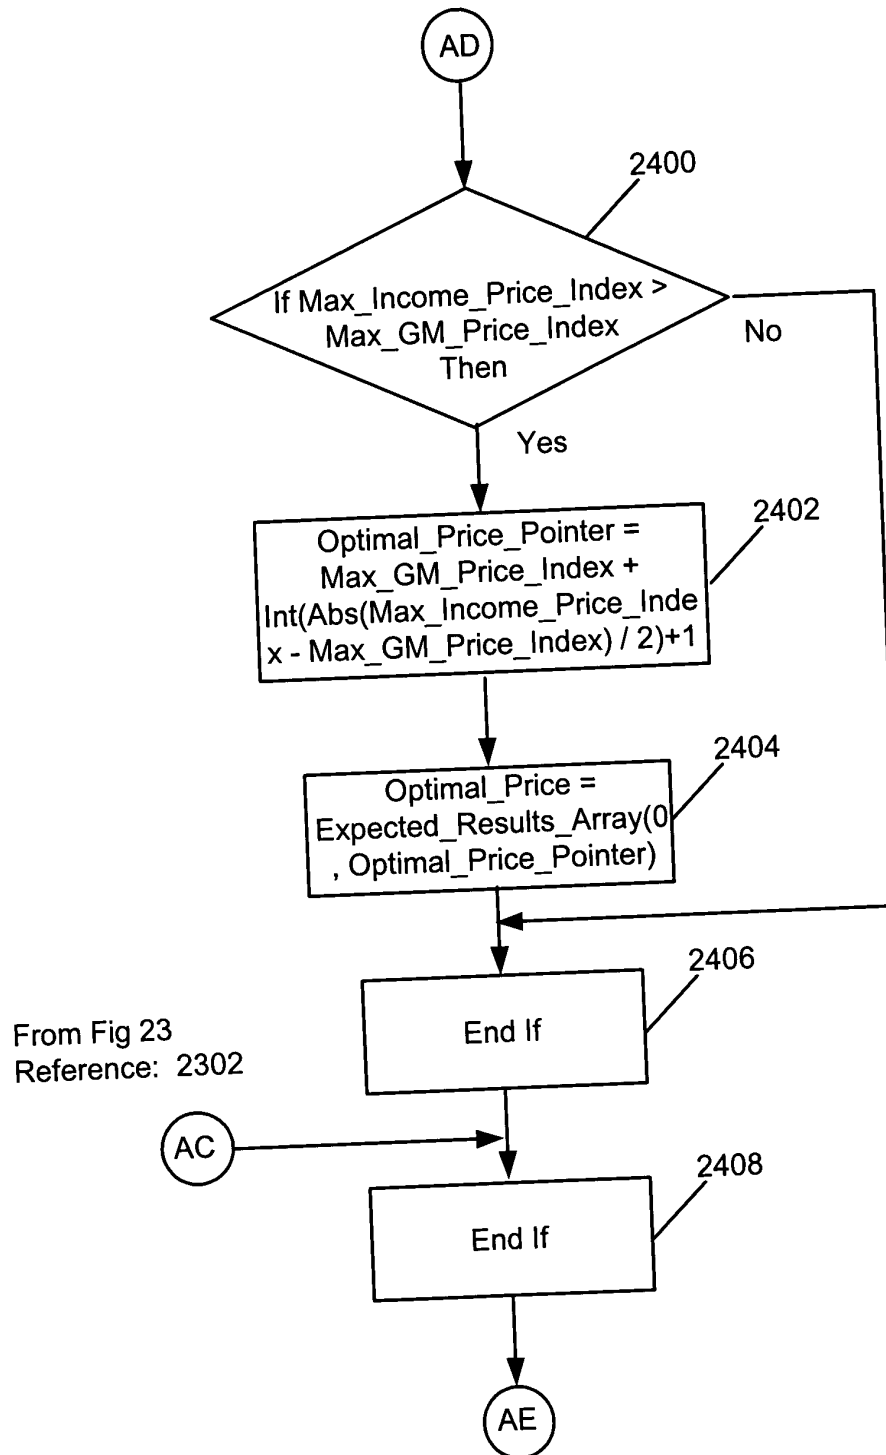 AD
2400
If Max_Income_Price_Index >
Max_GM_Price_Index
Then
No
Yes
2402
Optimal_Price_Pointer =
Max_GM_Price_Index +
Int(Abs(Max_Income_Price_Inde
x - Max_GM_Price_Index) / 2)+1
2404
Optimal_Price =
Expected_Results_Array(0
, Optimal_Price_Pointer)
2406
End If
From Fig 23
Reference: 2302
AC
2408
End If
AE